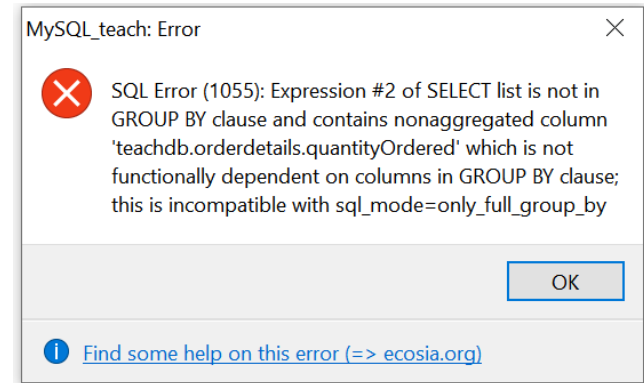 MySQL_teach: Error
SQL Error (1055): Expression #2 of SELECT list is not in
GROUP BY clause and contains nonaggregated column
'teachdb.orderdetails.quantityOrdered' which is not
functionally dependent on columns in GROUP BY clause;
this is incompatible with sql_mode=only_full_group_by
OK
Find some help on this error (=> ecosia.org)